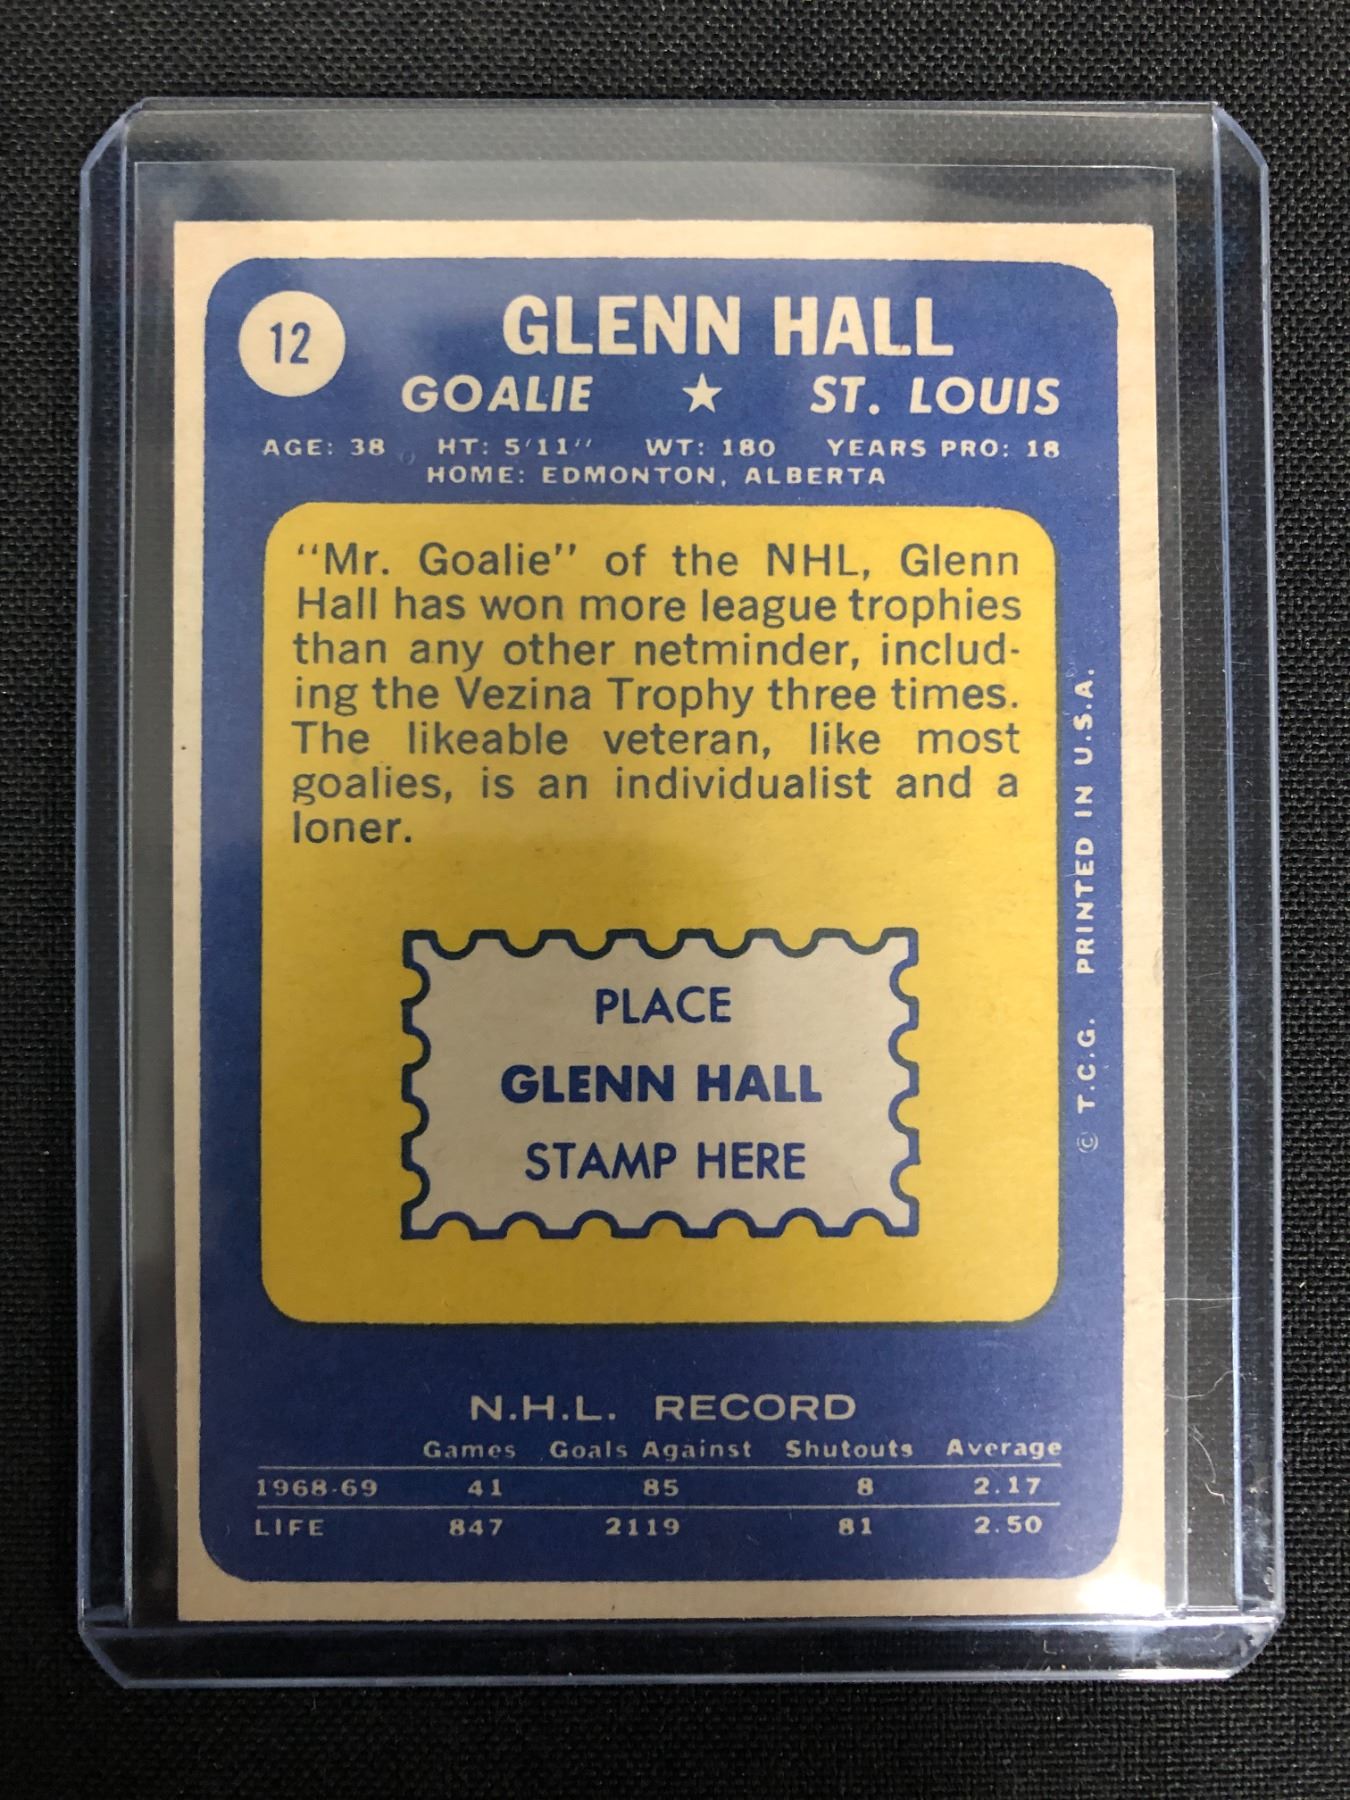 12
GLENN HALL
GOALIE ★ ST. LOUIS
AGE: 38 HT: 5'11" WT: 180 YEARS PRO: 18
HOME: EDMONTON, ALBERTA
"Mr. Goalie" of the NHL, Glenn
Hall has won more league trophies
than any other netminder, includ-
ing the Vezina Trophy three times.
The likeable veteran, like most
goalies, is an individualist and a
loner.
PLACE
GLENN HALL
STAMP HERE
© T.C.G. PRINTED IN U.S.A.
N.H.L. RECORD
Games Goals Against Shutouts Average
1968-69 41 85 8 2.17
LIFE 847 2119 81 2.50